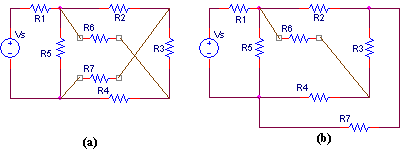 R1 R2 R1 R2
R6 R6
Vs R5 R3 Vs R5 R3
R7
R4 R4
R7
(a) (b)